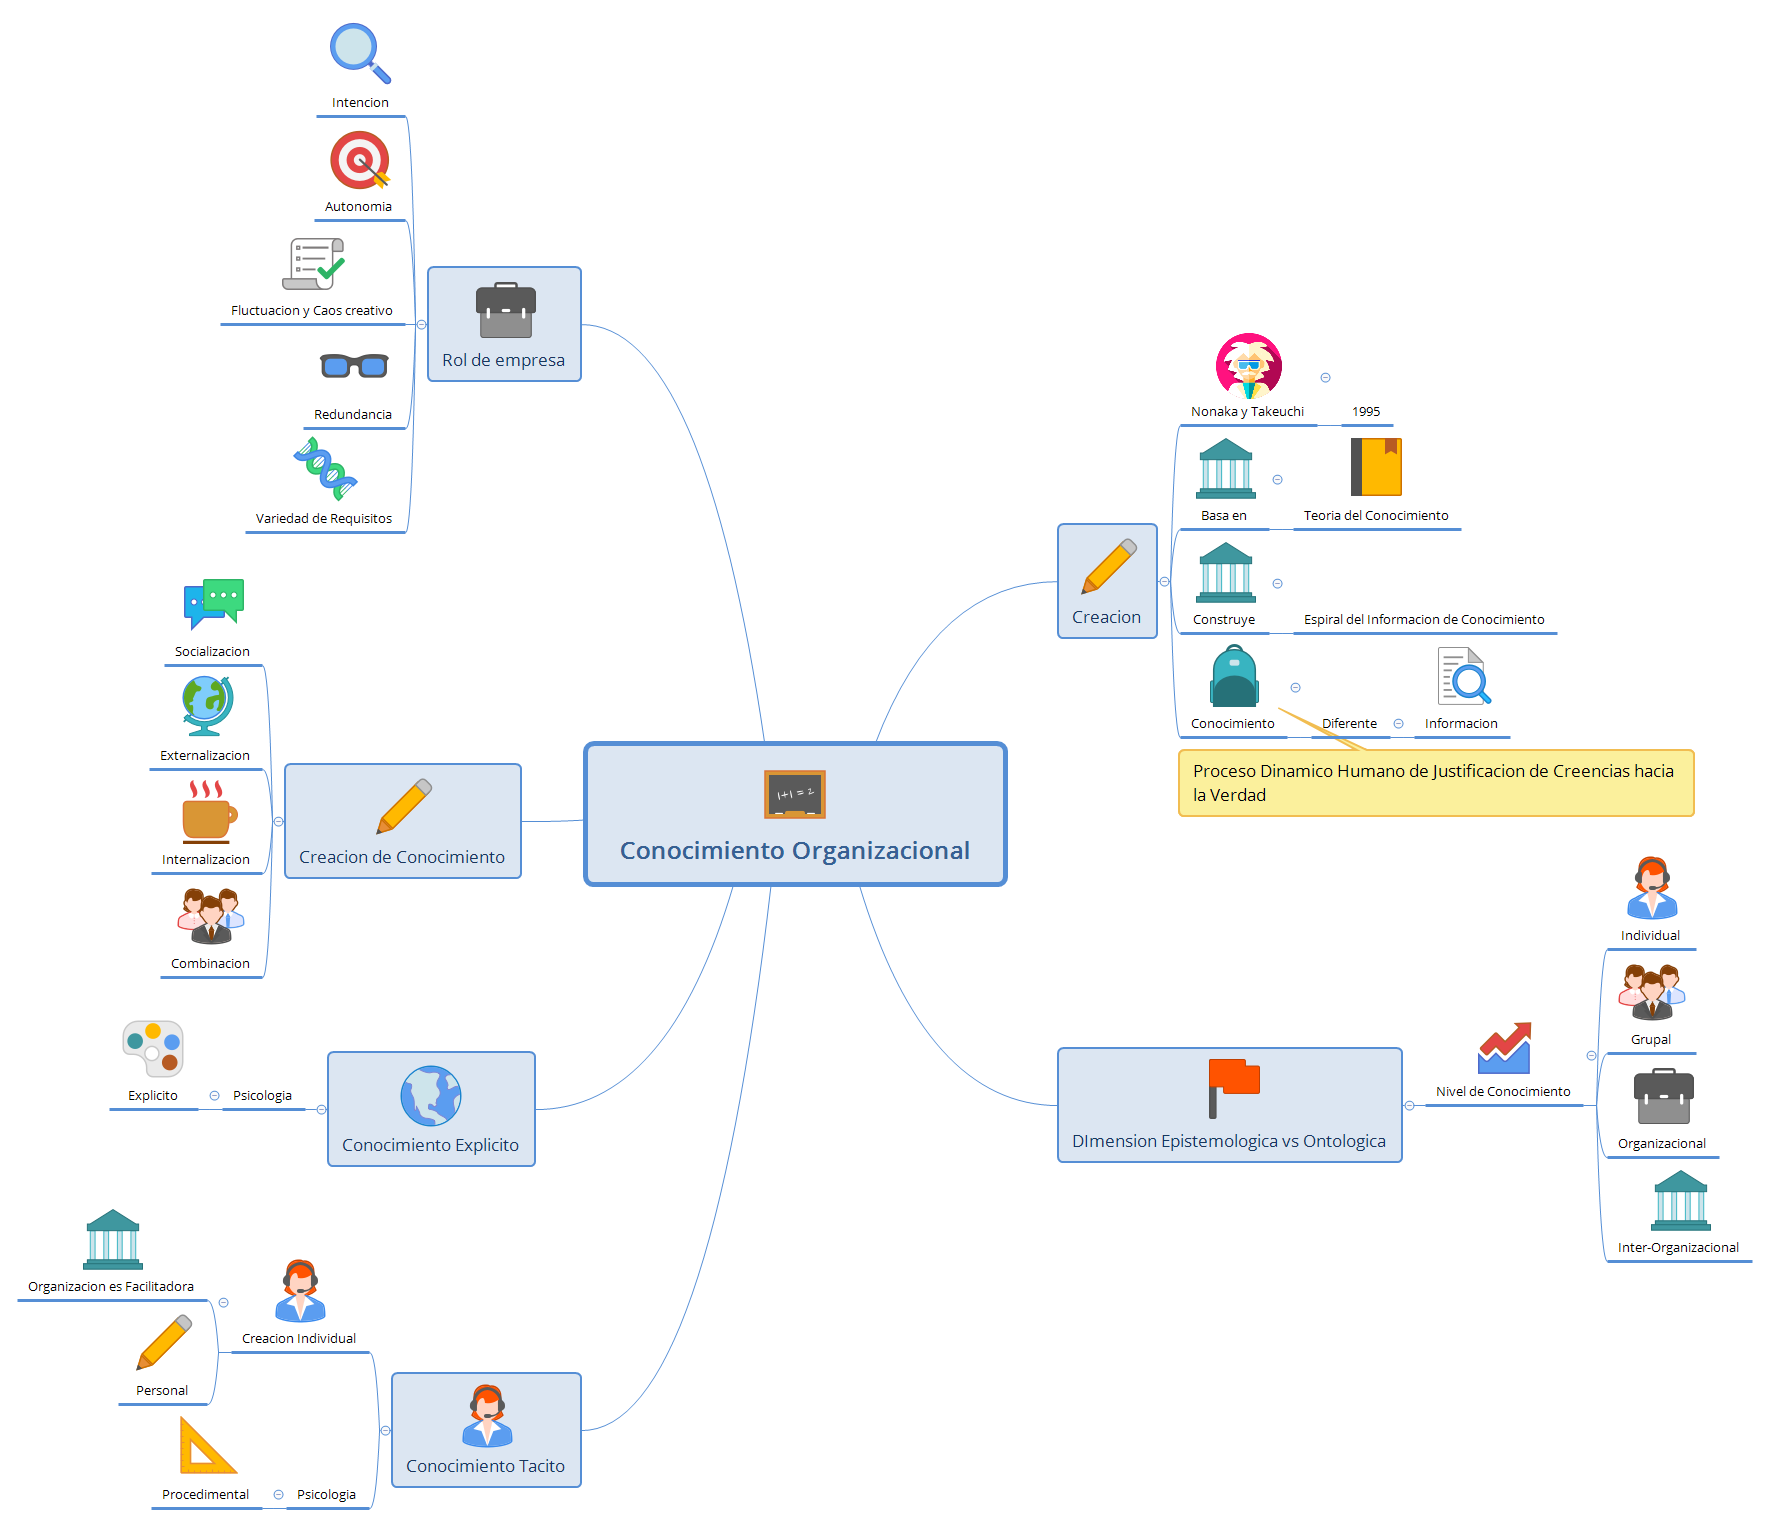 Conocimiento Organizacional
1+1=2
Creacion
Nonaka y Takeuchi
1995
Basa en
Teoria del Conocimiento
Construye
Espiral del Informacion de Conocimiento
Conocimiento
Diferente
Informacion
Proceso Dinamico Humano de Justificacion de Creencias hacia
la Verdad
DImension Epistemologica vs Ontologica
Nivel de Conocimiento
Individual
Grupal
Organizacional
Inter-Organizacional
Rol de empresa
Intencion
Autonomia
Fluctuacion y Caos creativo
Redundancia
Variedad de Requisitos
Creacion de Conocimiento
Socializacion
Externalizacion
Internalizacion
Combinacion
Conocimiento Explicito
Psicologia
Explicito
Conocimiento Tacito
Creacion Individual
Organizacion es Facilitadora
Personal
Psicologia
Procedimental